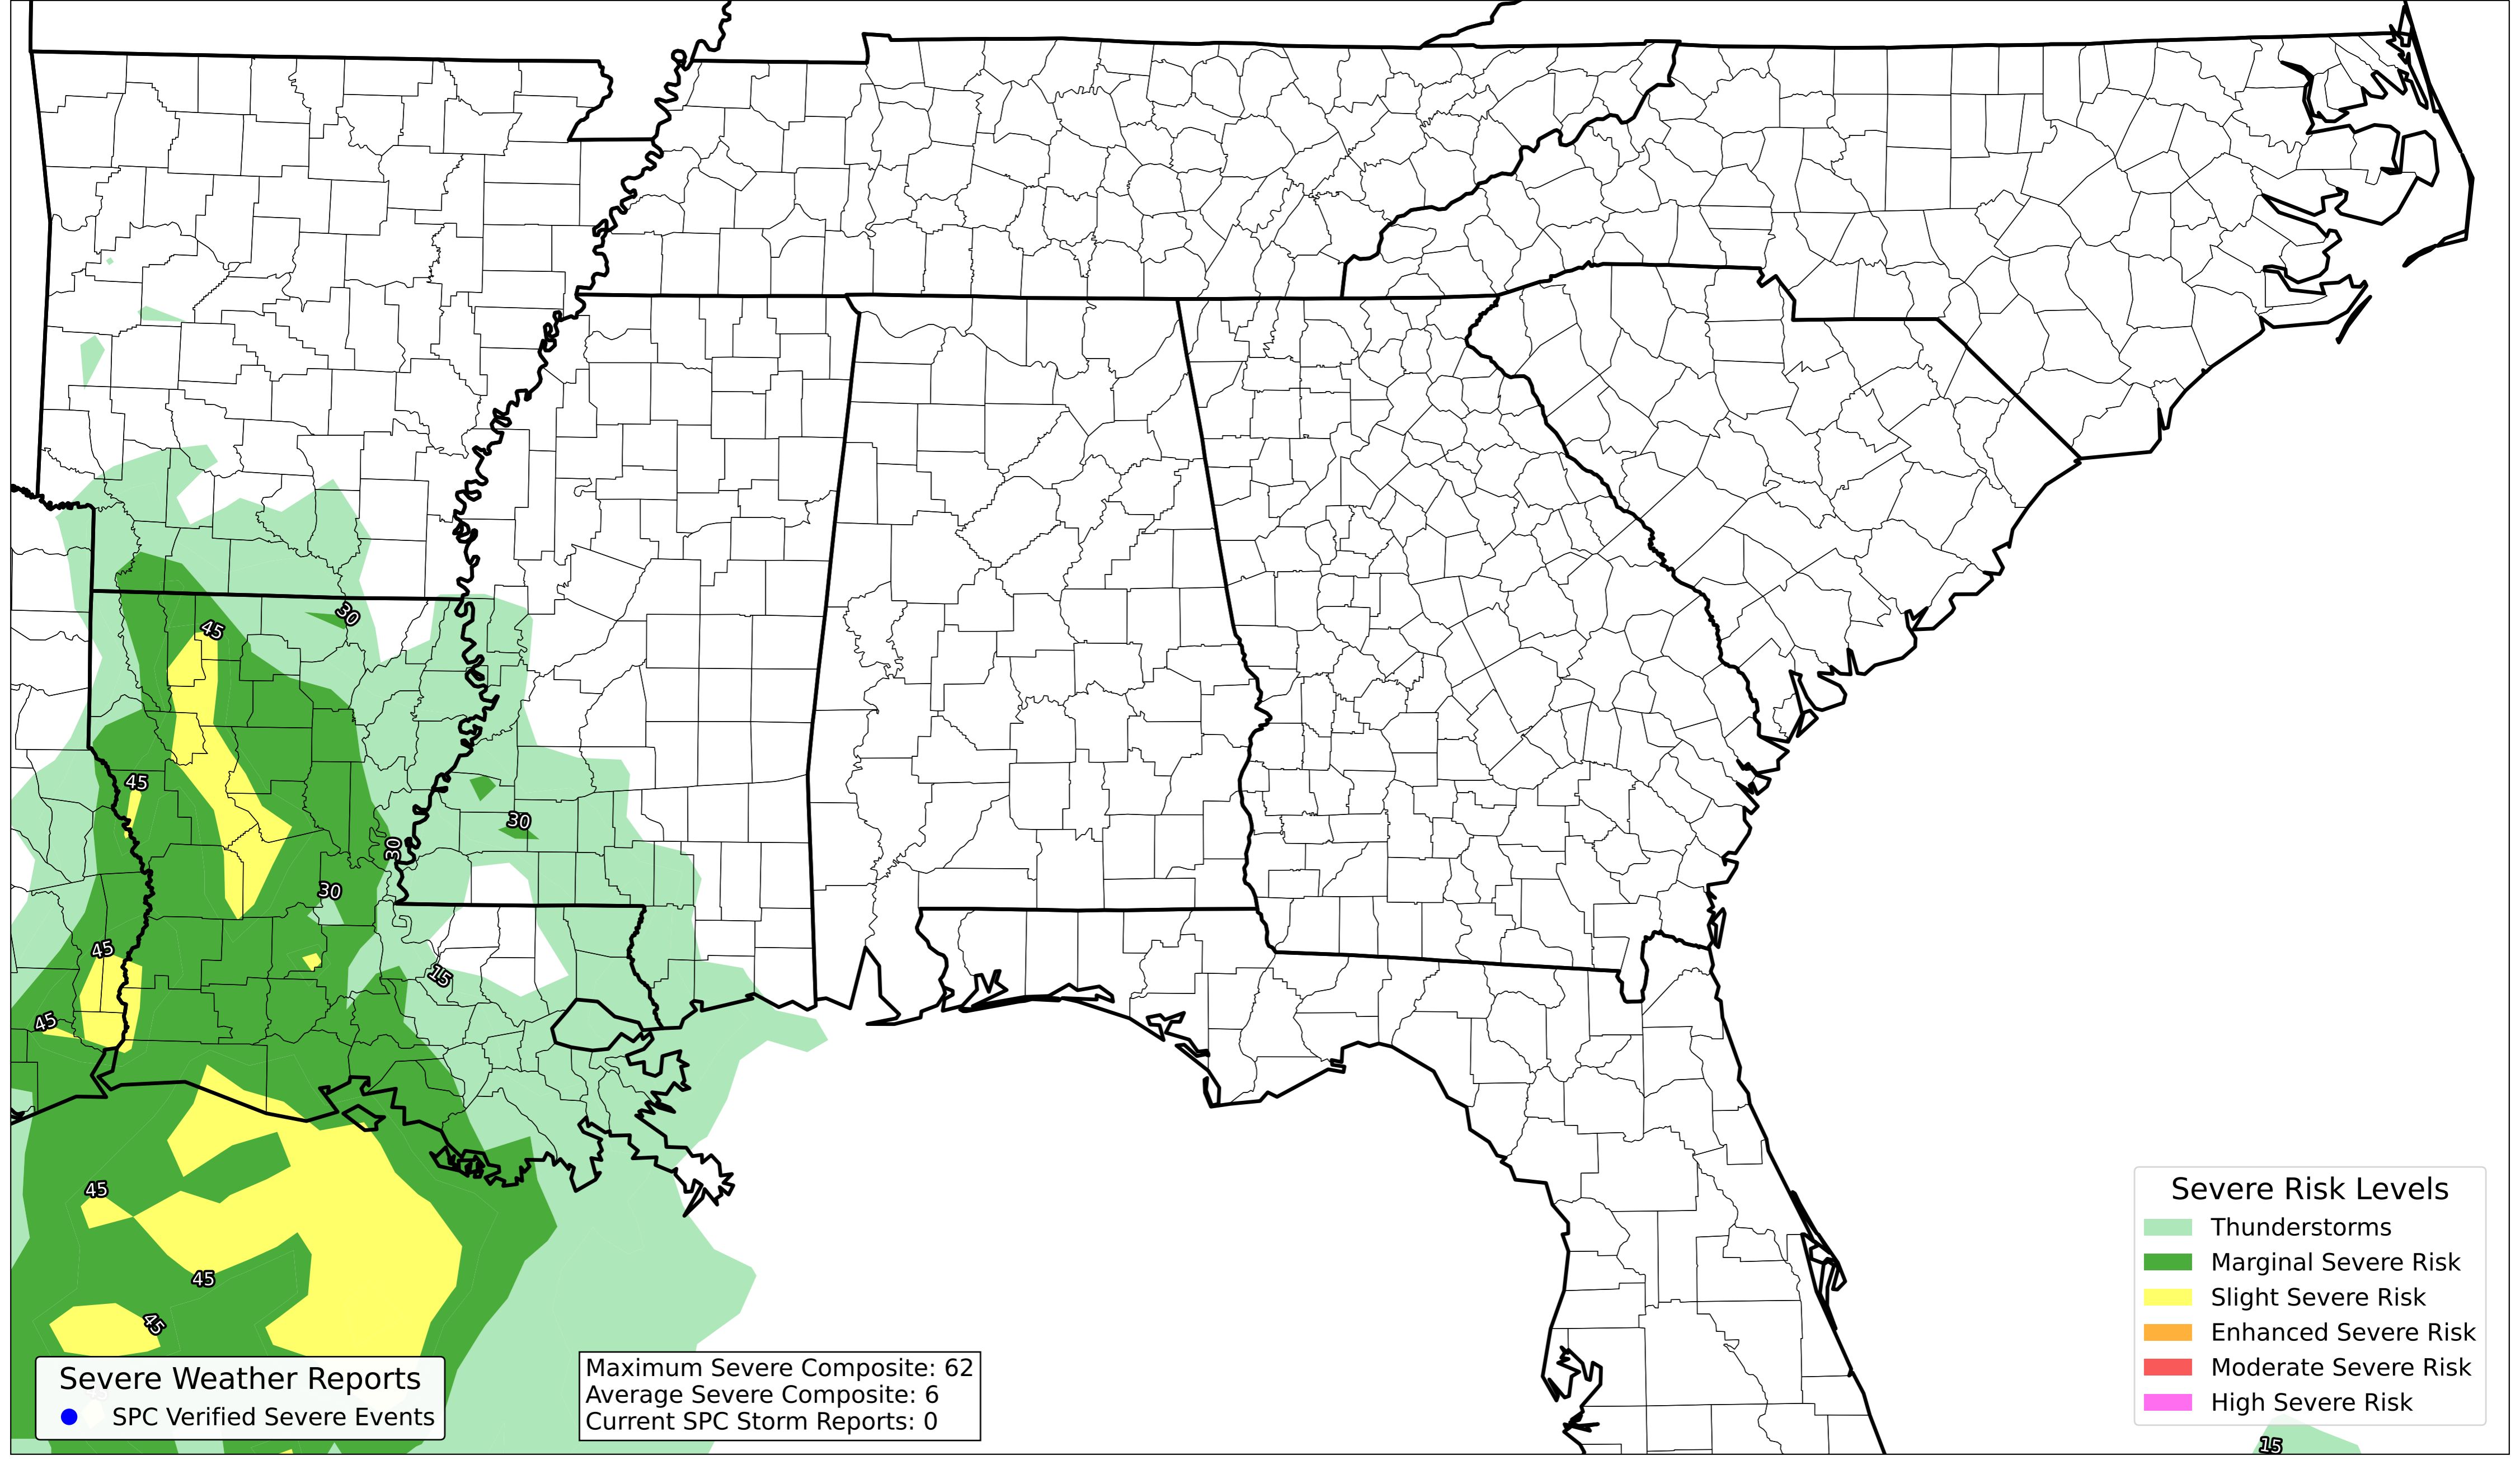 30
45
45
30
30
30
45
15
45
45
45
45
Severe Weather Reports
SPC Verified Severe Events
Maximum Severe Composite: 62
Average Severe Composite: 6
Current SPC Storm Reports: 0
Severe Risk Levels
Thunderstorms
Marginal Severe Risk
Slight Severe Risk
Enhanced Severe Risk
Moderate Severe Risk
High Severe Risk
15